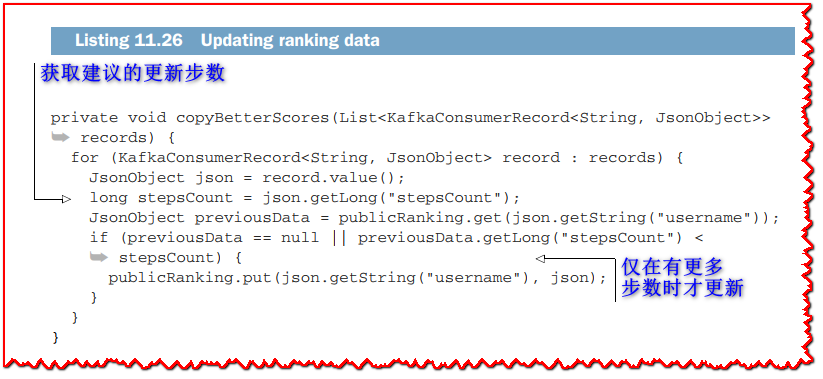 Listing 11.26 Updating ranking data
获取建议的更新步数
private void copyBetterScores(List<KafkaConsumerRecord<String, JsonObject>>
records) {
for (KafkaConsumerRecord<String, JsonObject> record : records) {
JsonObject json = record.value();
long stepsCount = json.getLong("stepsCount");
JsonObject previousData = publicRanking.get(json.getString("username"));
if (previousData == null || previousData.getLong("stepsCount") <
stepsCount) {
publicRanking.put(json.getString("username"), json);
仅在有更多
步数时才更新
}
}
}